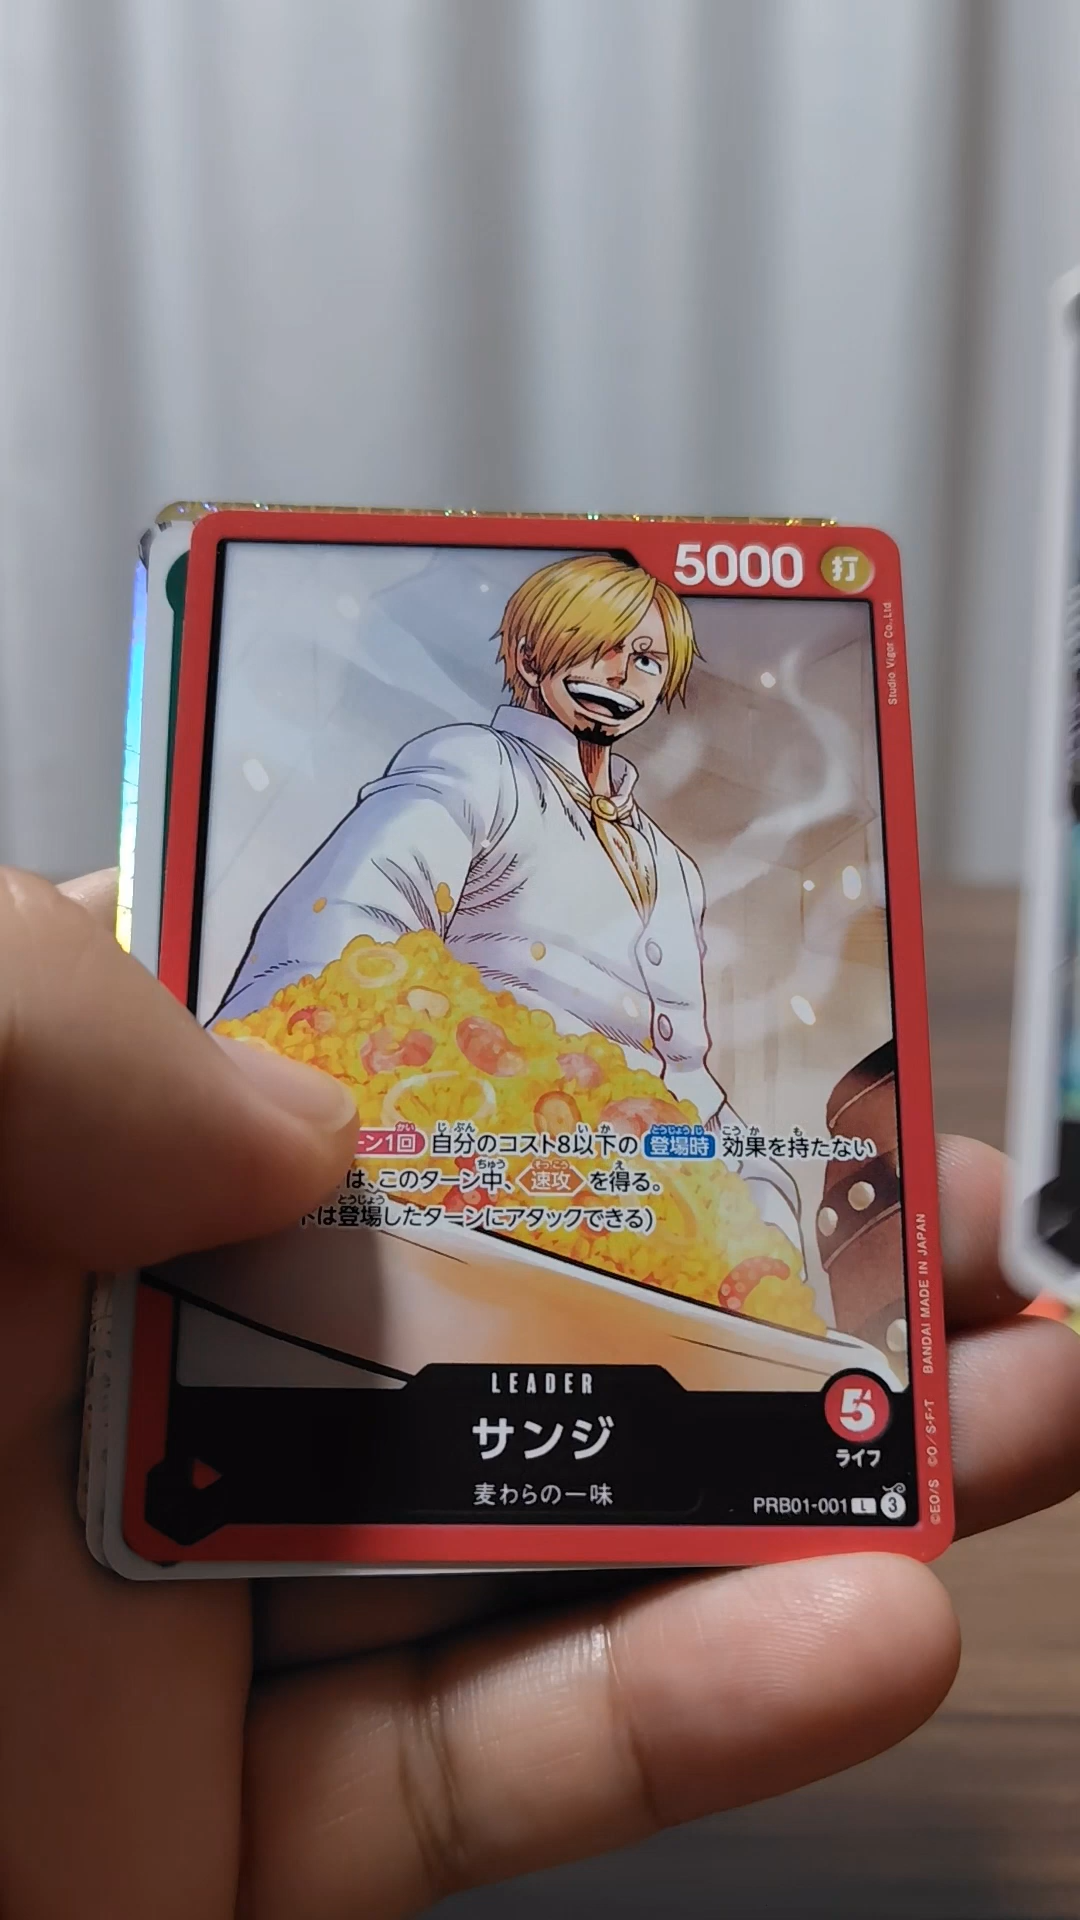 5000 打
Studio Vigor Co.,Ltd
ーン1回 自分のコスト8以下の 登場時 効果を持たない
は、このターン中、速攻 を得る。
は登場したターンにアタックできる)
LEADER
サンジ
麦わらの一味
5
ライフ
PRB01-001 L 3
©EO/S ©O/S・F・T BANDAI MADE IN JAPAN